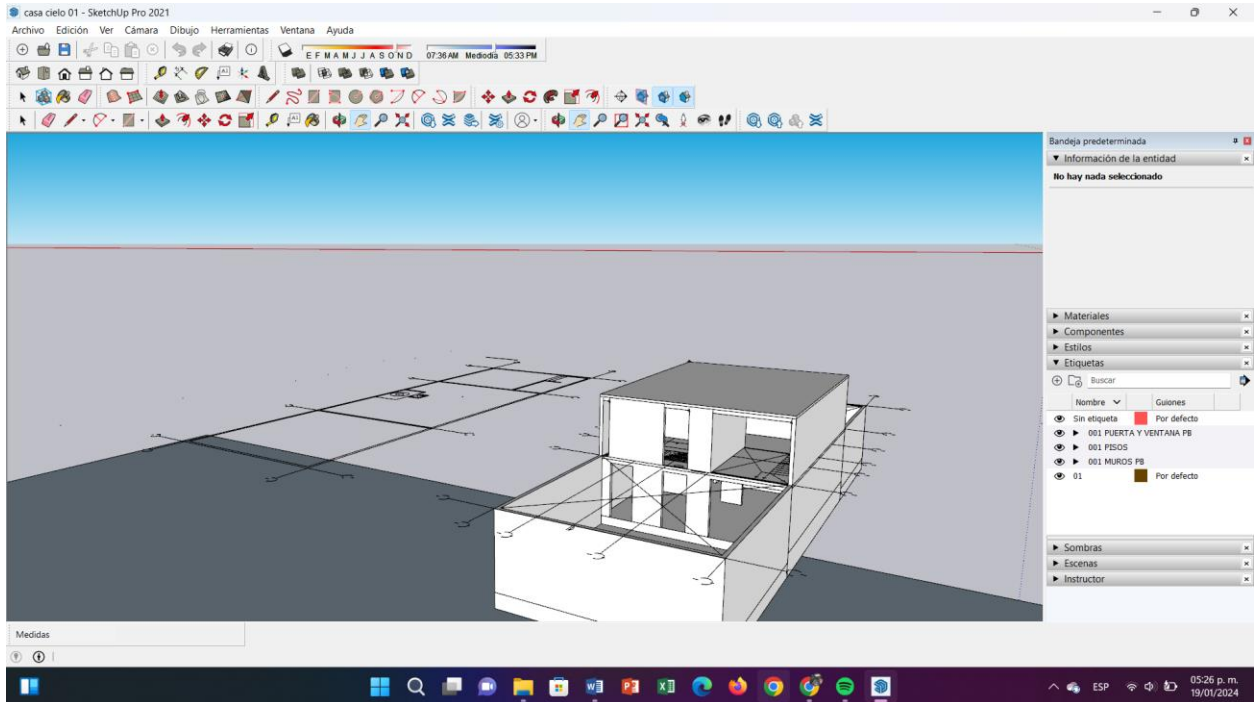 casa cielo 01 - SketchUp Pro 2021
Archivo Edición Ver Cámara Dibujo Herramientas Ventana Ayuda
E F M A M J J A S O N D 07:36 AM Mediodía 05:33 PM
Bandeja predeterminada
Información de la entidad
No hay nada seleccionado
Materiales
Componentes
Estilos
Etiquetas
Buscar
Nombre Guiones
Sin etiqueta Por defecto
001 PUERTA Y VENTANA PB
001 PISOS
001 MUROS PB
01 Por defecto
Sombras
Escenas
Instructor
Medidas
ESP 05:26 p. m.
19/01/2024